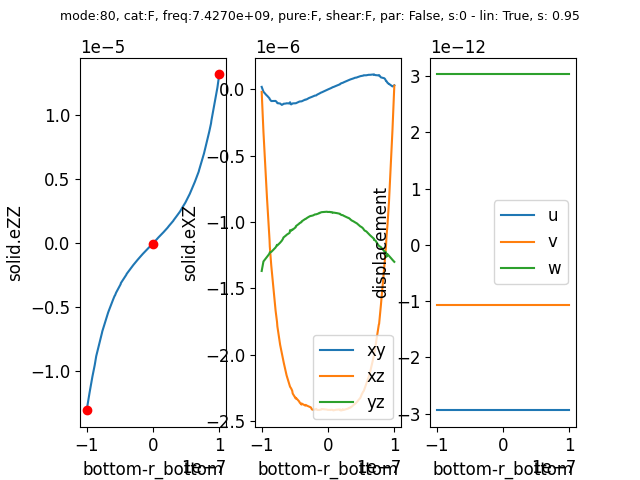 mode:80, cat:F, freq:7.4270e+09, pure:F, shear:F, par: False, s:0 - lin: True, s: 0.95
1e−5
1e−6
1e−12
solid.eZZ
1.0
0.5
0.0
−0.5
−1.0
−1
0
1
1e−7
bottom-r_bottom
solid.eXZ
0.0
−0.5
−1.0
−1.5
−2.0
−2.5
xy
xz
yz
−1
0
1
1e−7
bottom-r_bottom
displacement
3
2
1
0
−1
−2
−3
u
v
w
−1
0
1
1e−7
bottom-r_bottom